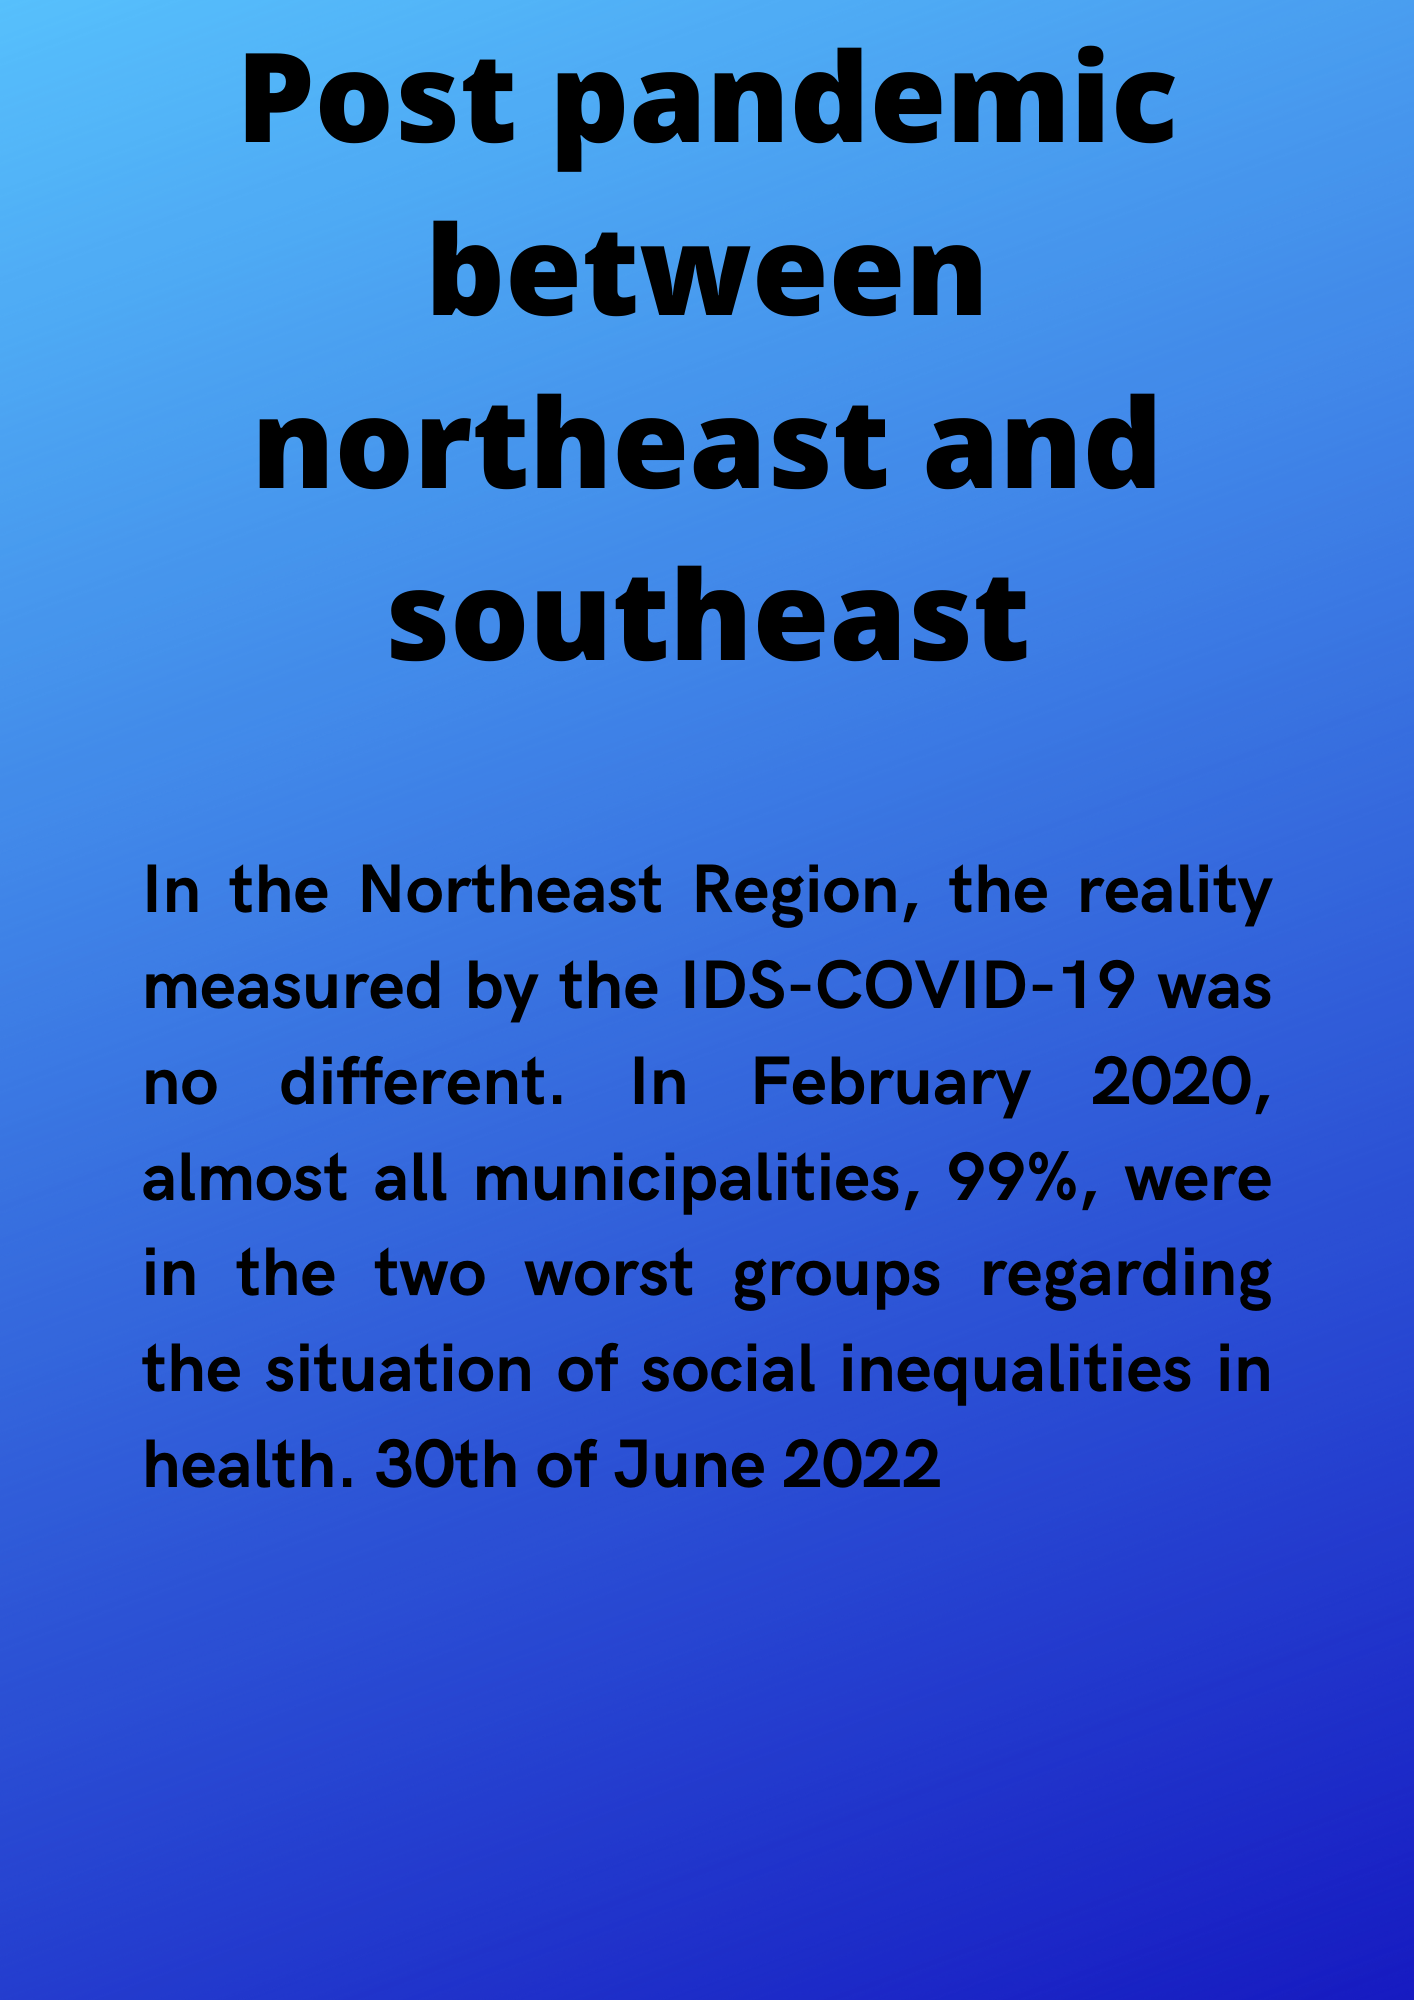 Post pandemic
between
northeast and
southeast
In the Northeast Region, the reality
measured by the IDS-COVID-19 was
no different. In February 2020,
almost all municipalities, 99%, were
in the two worst groups regarding
the situation of social inequalities in
health. 30th of June 2022